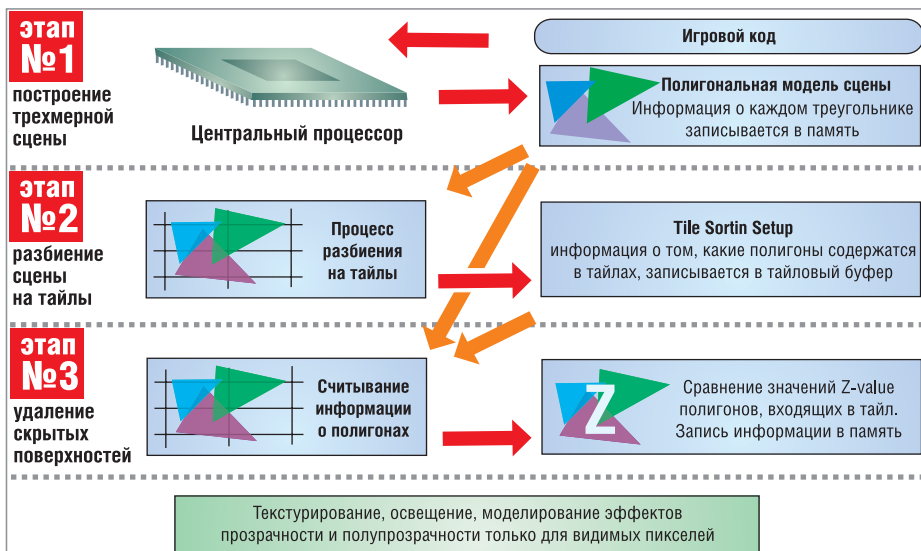 этап
№1
построение
трехмерной
сцены
Центральный процессор
Игровой код
Полигональная модель сцены
Информация о каждом треугольнике
записывается в память
этап
№2
разбиение
сцены
на тайлы
Процесс
разбиения
на тайлы
Tile Sortin Setup
информация о том, какие полигоны содержатся
в тайлах, записывается в тайловый буфер
этап
№3
удаление
скрытых
поверхностей
Считывание
информации
о полигонах
Z
Сравнение значений Z-value
полигонов, входящих в тайл.
Запись информации в память
Текстурирование, освещение, моделирование эффектов
прозрачности и полупрозрачности только для видимых пикселей